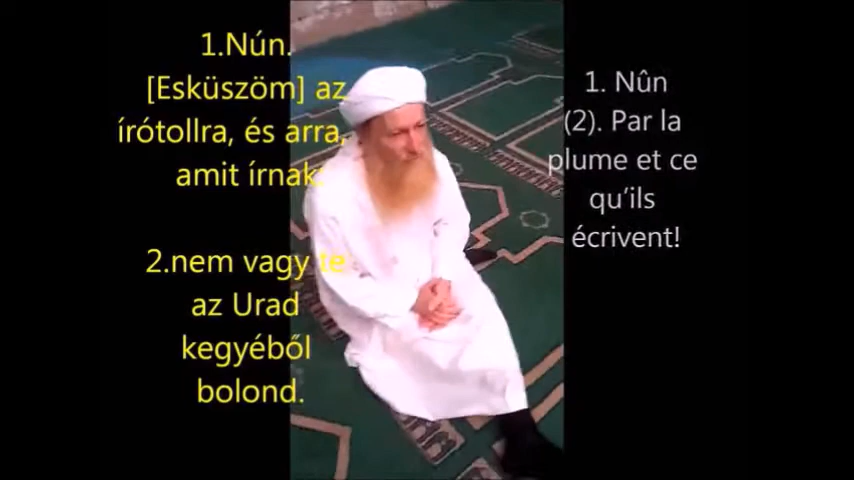 1.Nún.
[Esküszöm] az
írótollra, és arra,
amit írnak.
2.nem vagy te
az Urad
kegyéből
bolond.
1. Nûn
(2). Par la
plume et ce
qu'ils
écrivent!